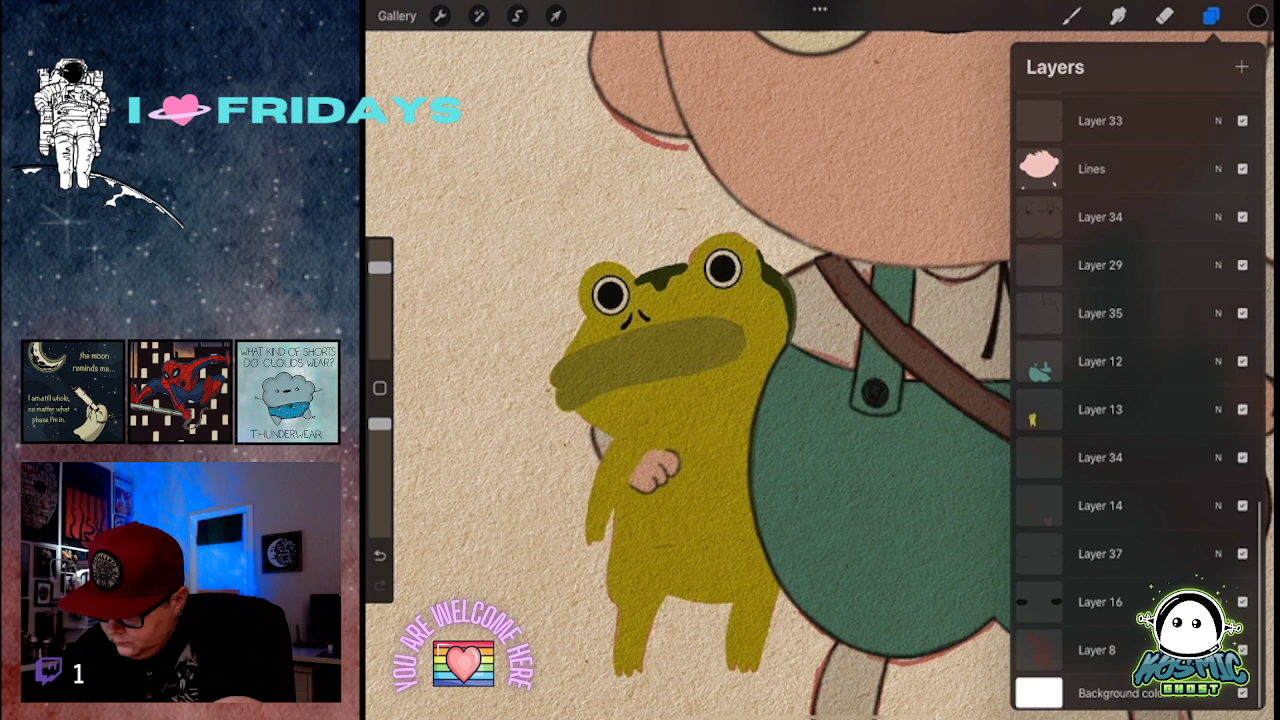 Gallery
I FRIDAYS
Layers
Layer 33 N
Lines N
Layer 34 N
Layer 29 N
Layer 35 N
Layer 12 N
Layer 13 N
Layer 34 N
Layer 14 N
Layer 37 N
Layer 16 N
Layer 8
Background colo
the moon
reminds me...
I am still whole,
no matter what
phase I'm in.
WHAT KIND OF SHORTS
DO CLOUDS WEAR?
THUNDERWEAR
1
YOU ARE WELCOME HERE
KOSMIC
GHOST